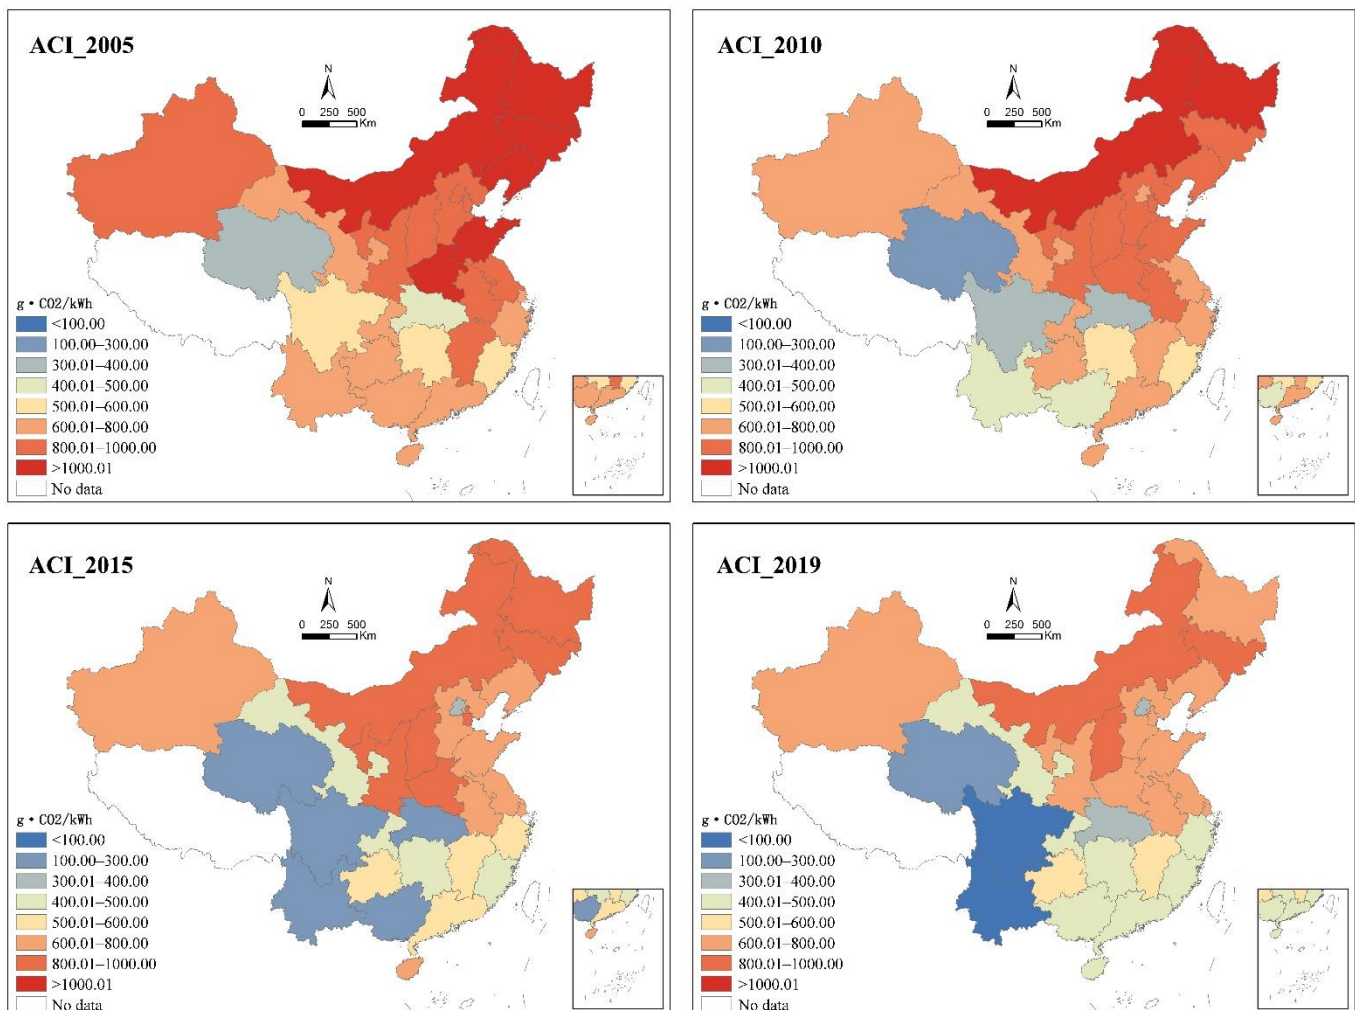 ACI_2005
N
0 250 500
Km
g·CO2/kWh
<100.00
100.00–300.00
300.01–400.00
400.01–500.00
500.01–600.00
600.01–800.00
800.01–1000.00
>1000.01
No data
ACI_2010
N
0 250 500
Km
g·CO2/kWh
<100.00
100.00–300.00
300.01–400.00
400.01–500.00
500.01–600.00
600.01–800.00
800.01–1000.00
>1000.01
No data
ACI_2015
N
0 250 500
Km
g·CO2/kWh
<100.00
100.00–300.00
300.01–400.00
400.01–500.00
500.01–600.00
600.01–800.00
800.01–1000.00
>1000.01
No data
ACI_2019
N
0 250 500
Km
g·CO2/kWh
<100.00
100.00–300.00
300.01–400.00
400.01–500.00
500.01–600.00
600.01–800.00
800.01–1000.00
>1000.01
No data